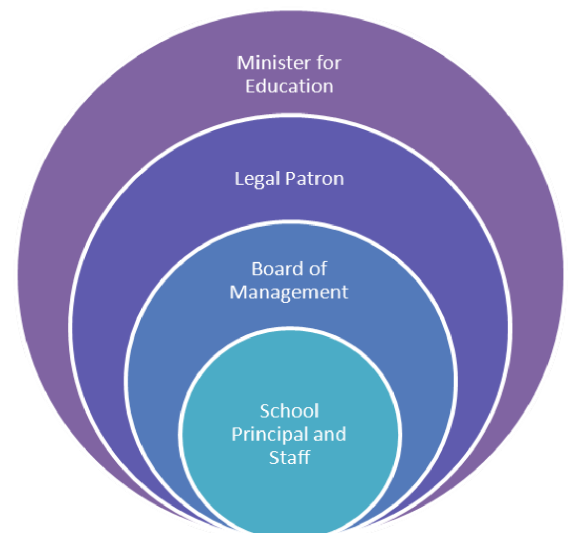 Minister for
Education
Legal Patron
Board of
Management
School
Principal and
Staff